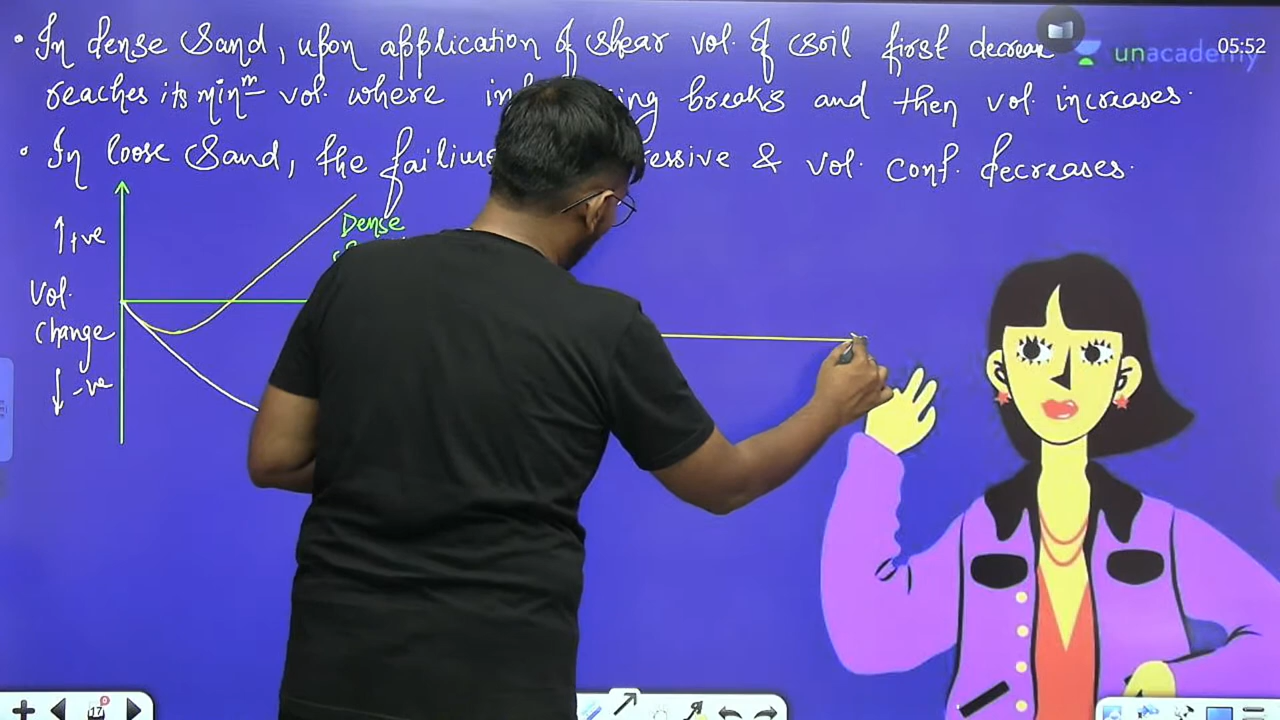 • In dense sand, upon application of shear vol. of soil first decrea
unacademy
05:52
reaches its minm vol. where breaks and then vol increases.
• In loose sand, the failure & vol. conf. decreases.
↑+ve
Dense
Vol.
change
↓ -ve
17